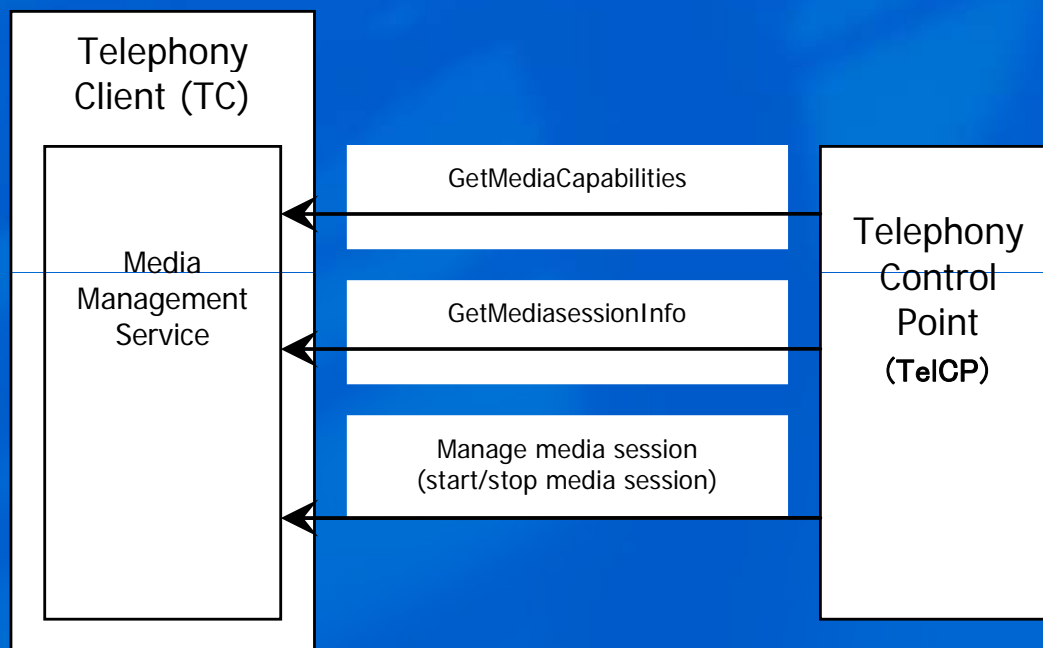 Telephony
Client (TC)
Media
Management
Service
GetMediaCapabilities
GetMediasessionInfo
Manage media session
(start/stop media session)
Telephony
Control
Point
(TelCP)